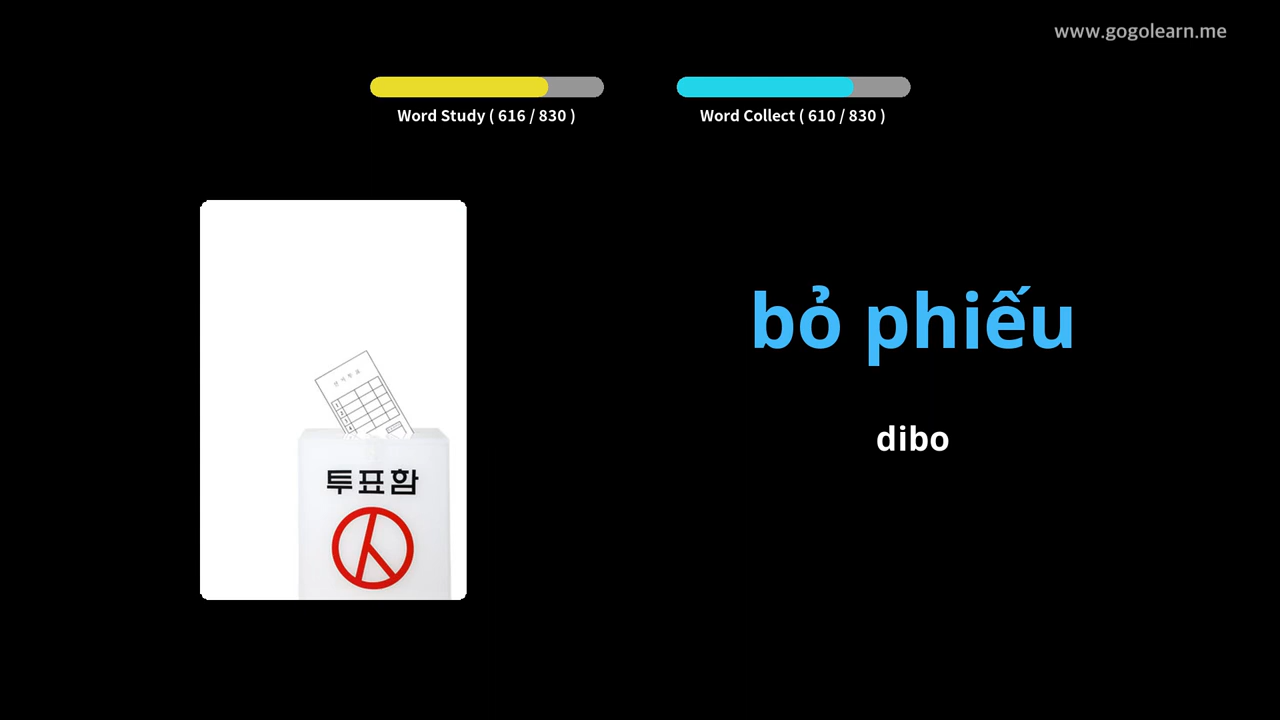 www.gogolearn.me
Word Study ( 616 / 830 )
Word Collect ( 610 / 830 )
bỏ phiếu
dibo
투표함